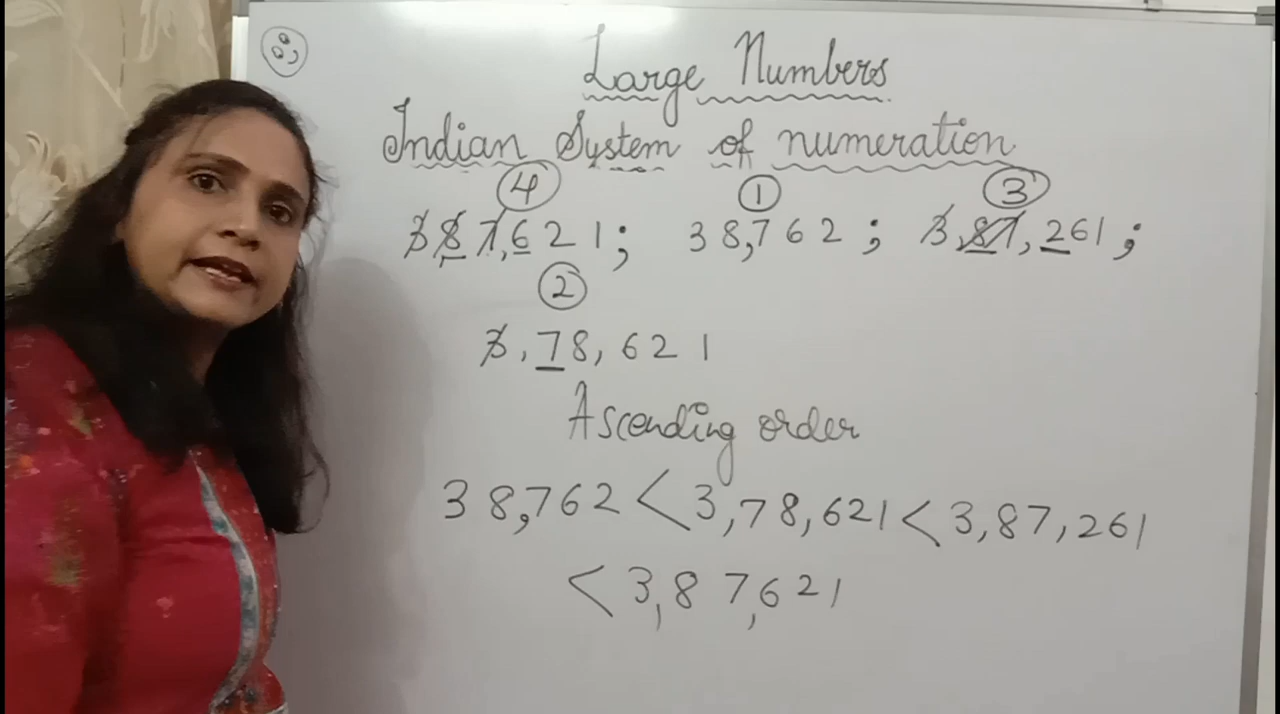 Large Numbers
Indian System of numeration
④ ① ③
3,87,621; 38,762; 3,87,261;
②
3,78,621
Ascending order
38,762 < 3,78,621 < 3,87,261
< 3,87,621